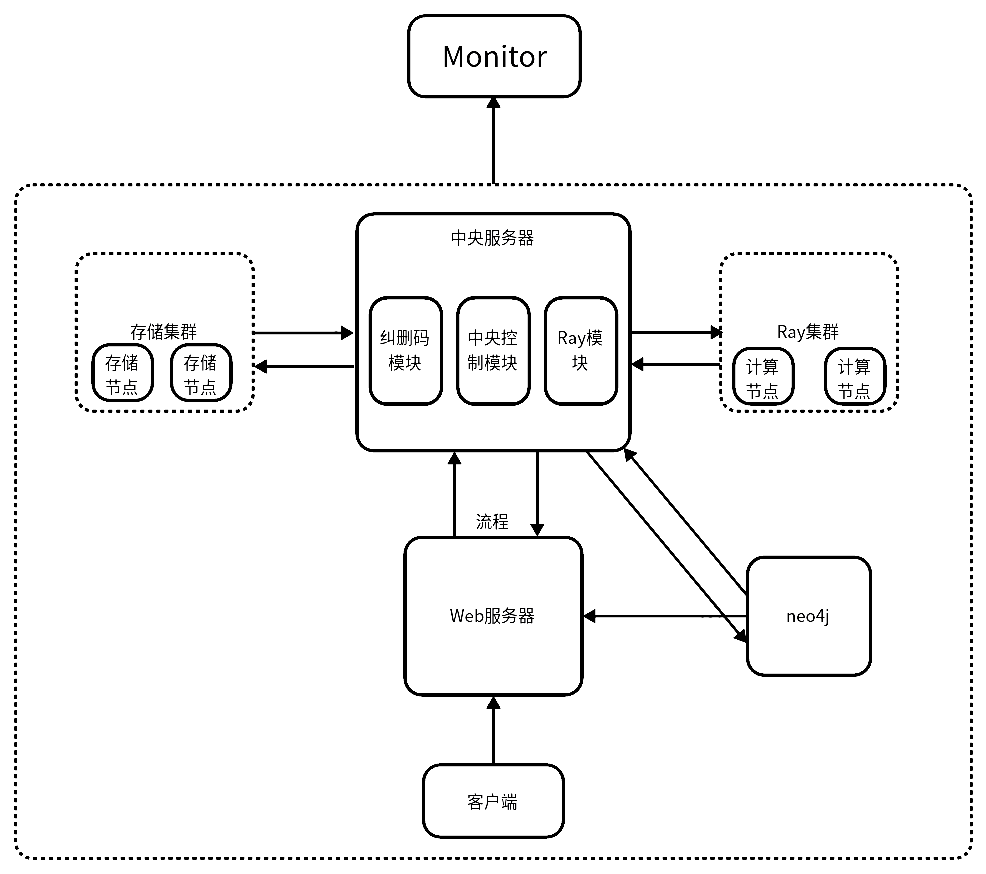 Monitor
中央服务器
存储集群
存储
节点
存储
节点
纠删码
模块
中央控
制模块
Ray模
块
Ray集群
计算
节点
计算
节点
流程
Web服务器
neo4j
客户端